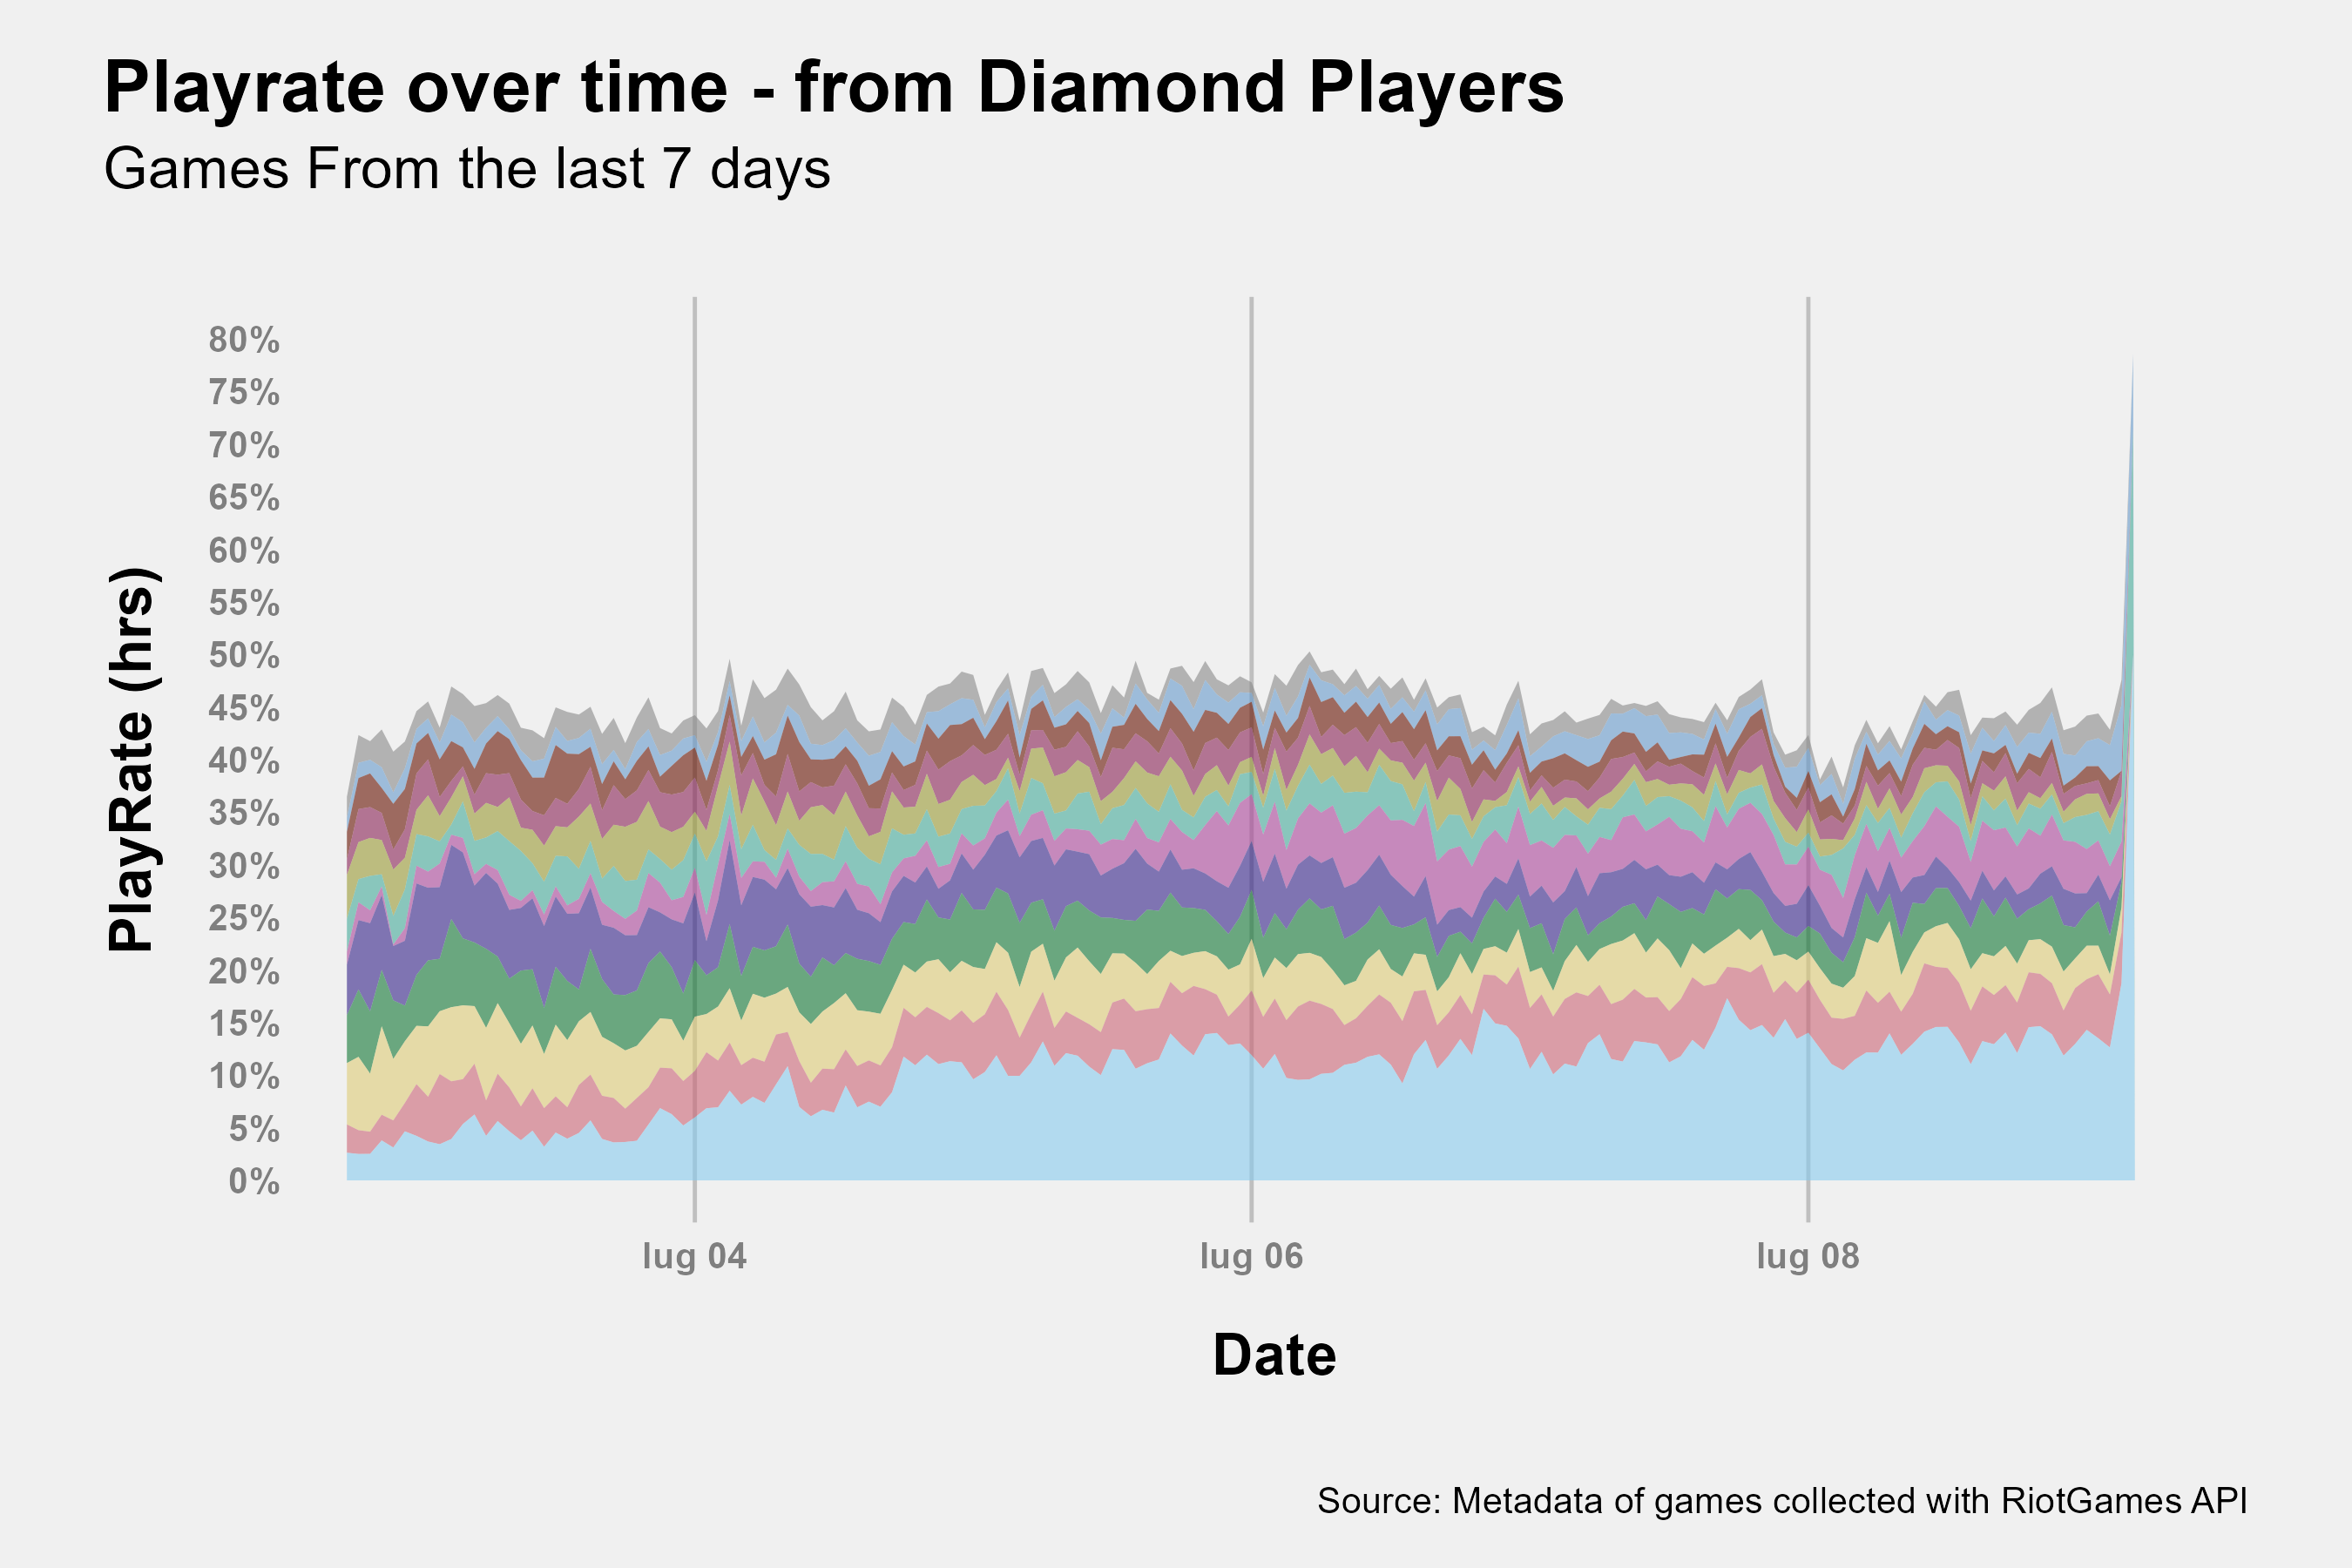 Playrate over time - from Diamond Players
Games From the last 7 days
PlayRate (hrs)
80%
75%
70%
65%
60%
55%
50%
45%
40%
35%
30%
25%
20%
15%
10%
5%
0%
lug 04
lug 06
lug 08
Date
Source: Metadata of games collected with RiotGames API